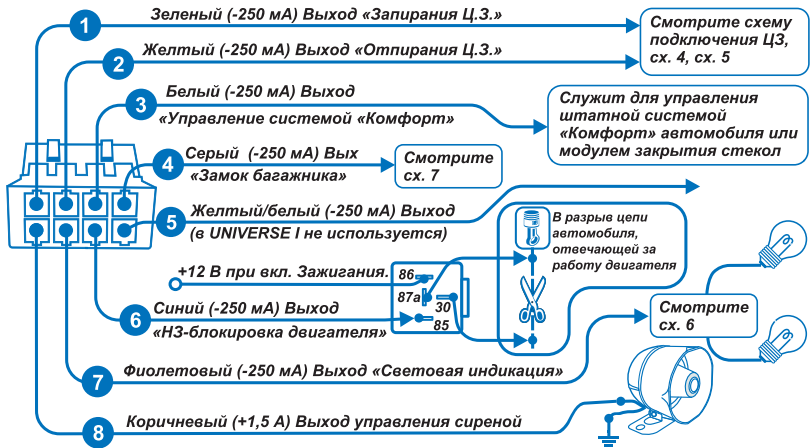 1 Зеленый (-250 мА) Выход «Запирания Ц.З.»
Смотрите схему
подключения ЦЗ,
сх. 4, сх. 5
2 Желтый (-250 мА) Выход «Отпирания Ц.З.»
3 Белый (-250 мА) Выход
«Управление системой «Комфорт»
Служит для управления
штатной системой
«Комфорт» автомобиля или
модулем закрытия стекол
4 Серый (-250 мА) Вых
«Замок багажника»
Смотрите
сх. 7
5 Желтый/белый (-250 мА) Выход
(в UNIVERSE I не используется)
В разрыв цепи
автомобиля,
отвечающей за
работу двигателя
+12 В при вкл. Зажигания.
86
87a
30
85
6 Синий (-250 мА) Выход
«НЗ-блокировка двигателя»
Смотрите
сх. 6
7 Фиолетовый (-250 мА) Выход «Световая индикация»
8 Коричневый (+1,5 А) Выход управления сиреной